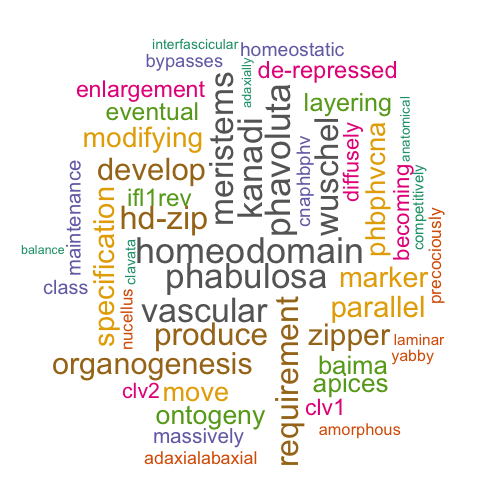 interfascicular
homeostatic
bypasses
adaxially
de-repressed
enlargement
meristems
kanadi
phavoluta
layering
eventual
wuschel
diffusely
anatomical
modifying
cnaphbphv
phbphvcna
develop
becoming
competitively
ifl1rev
maintenance
specification
hd-zip
precociously
balance
clavata
homeodomain
class
nucellus
phabulosa
marker
vascular
parallel
produce
requirement
zipper
laminar
yabby
organogenesis
baima
apices
clv2
move
clv1
ontogeny
massively
amorphous
adaxialabaxial